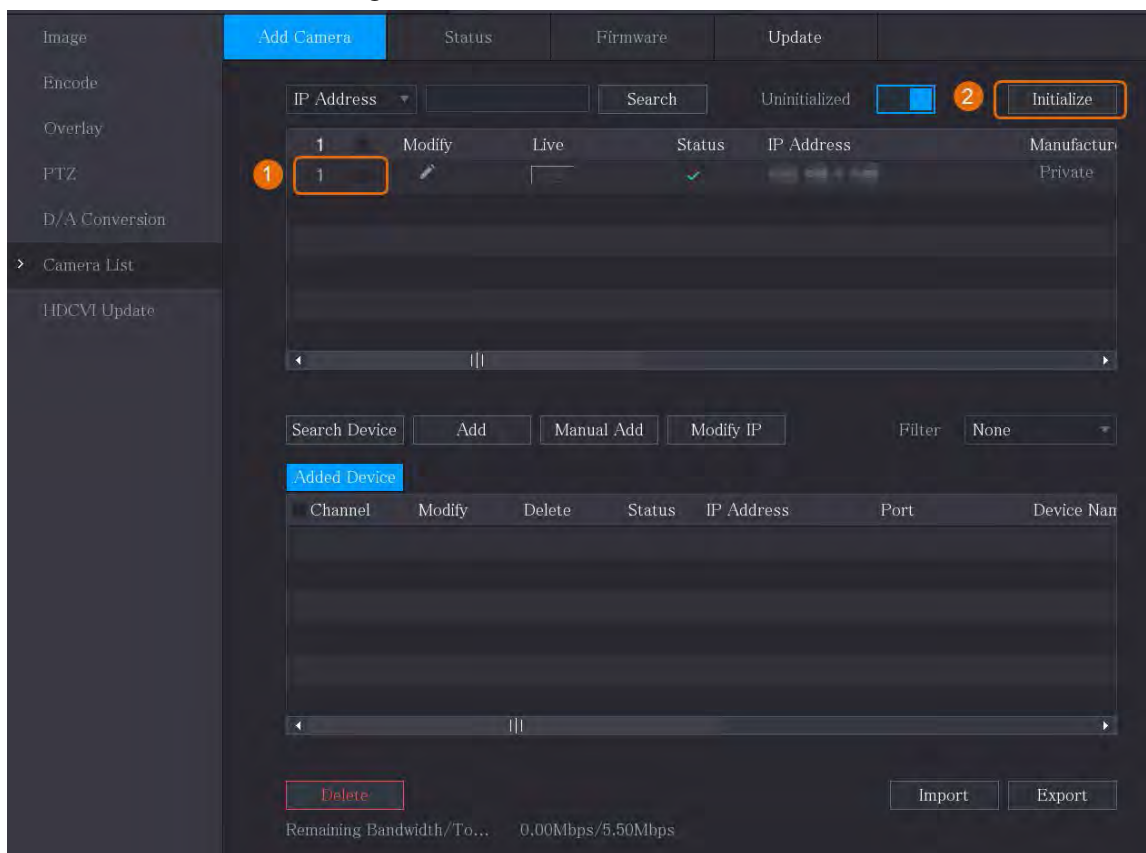 Image
Encode
Overlay
PTZ
D/A Conversion
> Camera List
HDCVI Update
Add Camera Status Firmware Update
IP Address Search Uninitialized 2 Initialize
1 Modify Live Status IP Address Manufactur
1 1 Private
Search Device Add Manual Add Modify IP Filter None
Added Device
Channel Modify Delete Status IP Address Port Device Nam
Delete Import Export
Remaining Bandwidth/To... 0.00Mbps/5.50Mbps